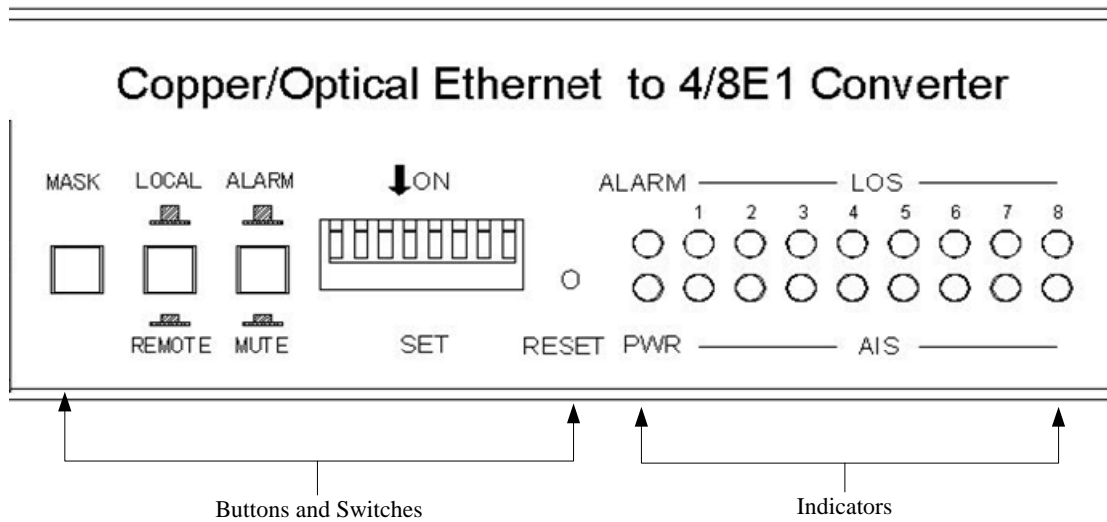 Copper/Optical Ethernet to 4/8E1 Converter
MASK LOCAL ALARM ON ALARM LOS
1 2 3 4 5 6 7 8
REMOTE MUTE SET RESET PWR AIS
Buttons and Switches Indicators